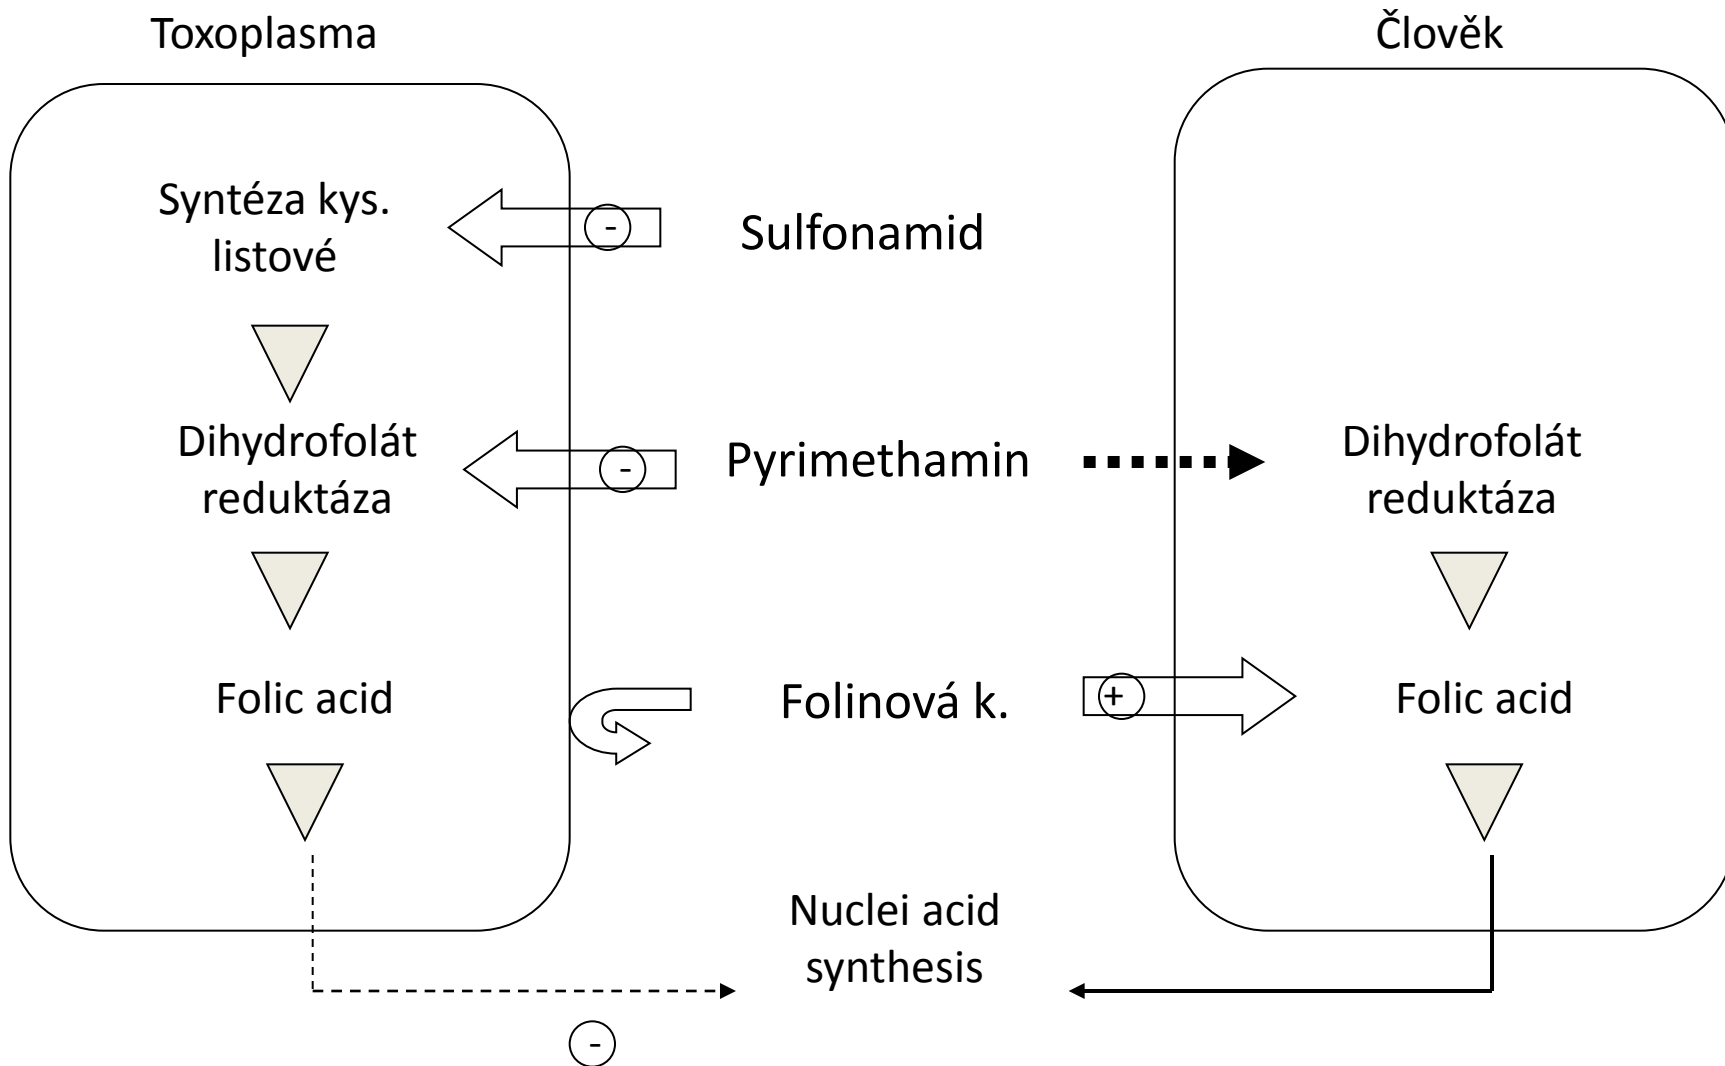 Toxoplasma
Člověk
Syntéza kys.
listové
-
Sulfonamid
Dihydrofolát
reduktáza
-
Pyrimethamin
Dihydrofolát
reduktáza
Folic acid
Folinová k.
+
Folic acid
Nuclei acid
synthesis
-